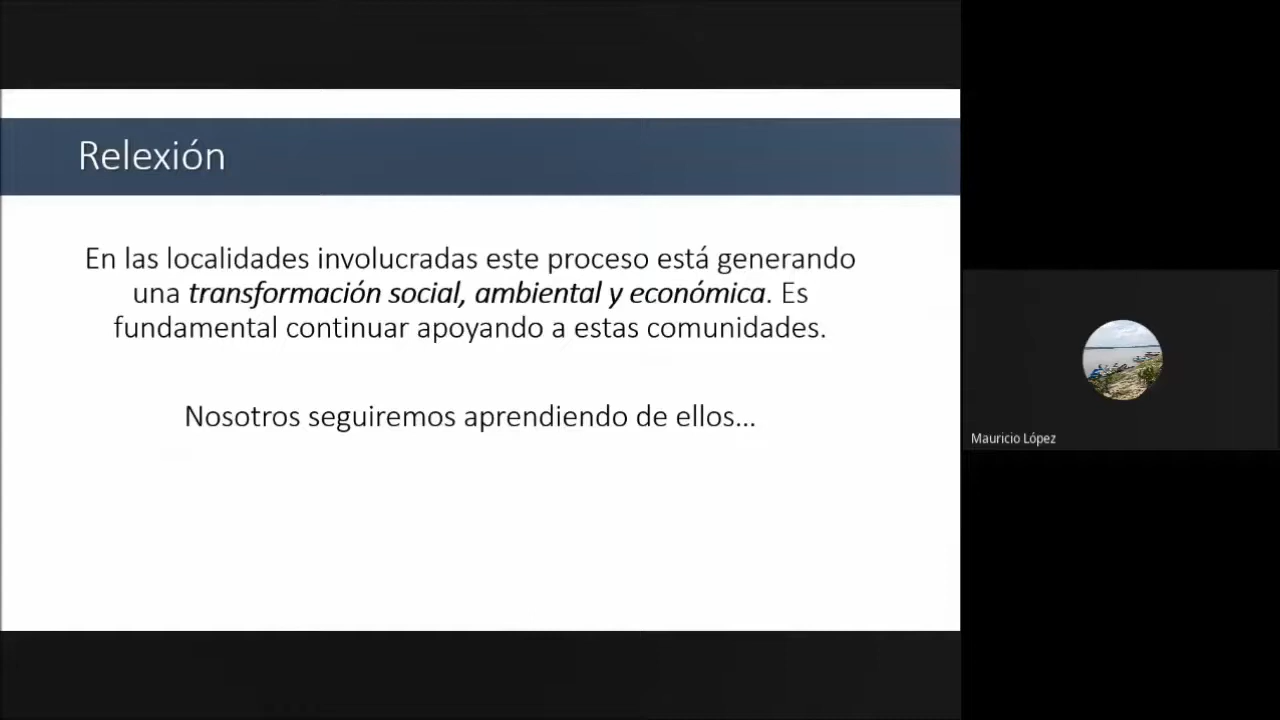 Relexión
En las localidades involucradas este proceso está generando
una transformación social, ambiental y económica. Es
fundamental continuar apoyando a estas comunidades.
Nosotros seguiremos aprendiendo de ellos...
Mauricio López